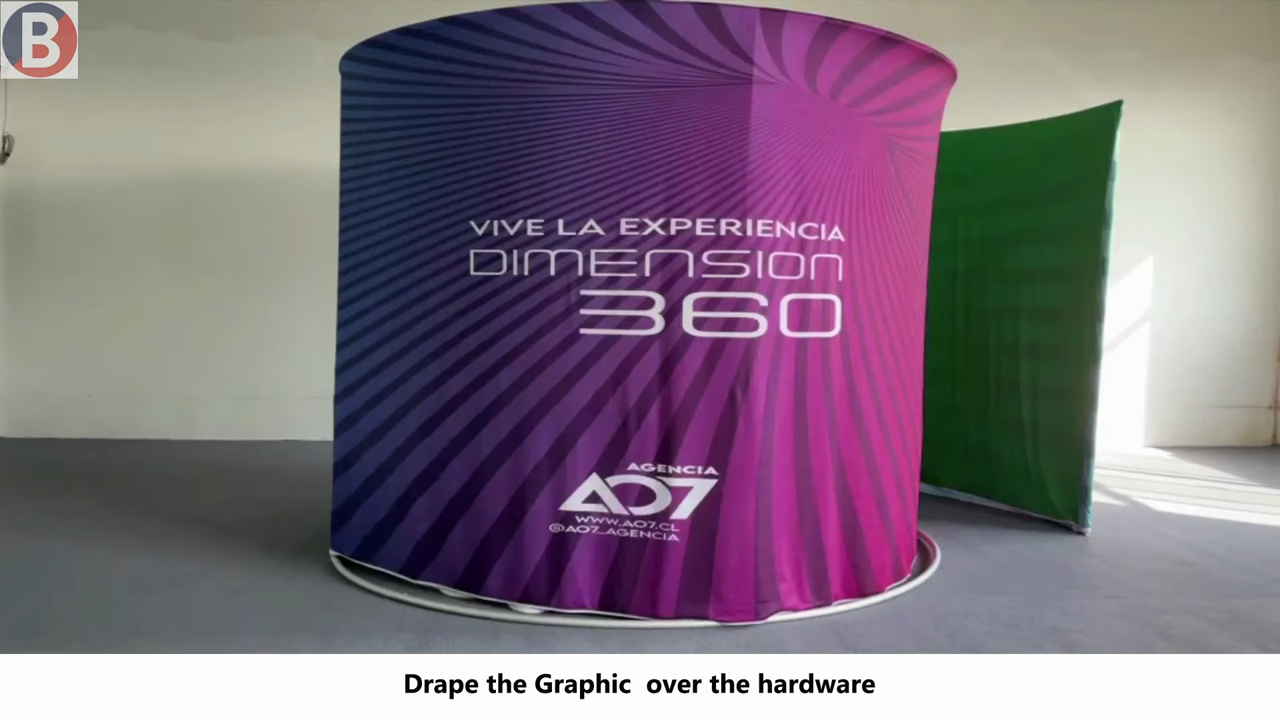 B
VIVE LA EXPERIENCIA
DIMENSION
360
AGENCIA
AO7
WWW.AO7.CL
@AO7_AGENCIA
Drape the Graphic  over the hardware